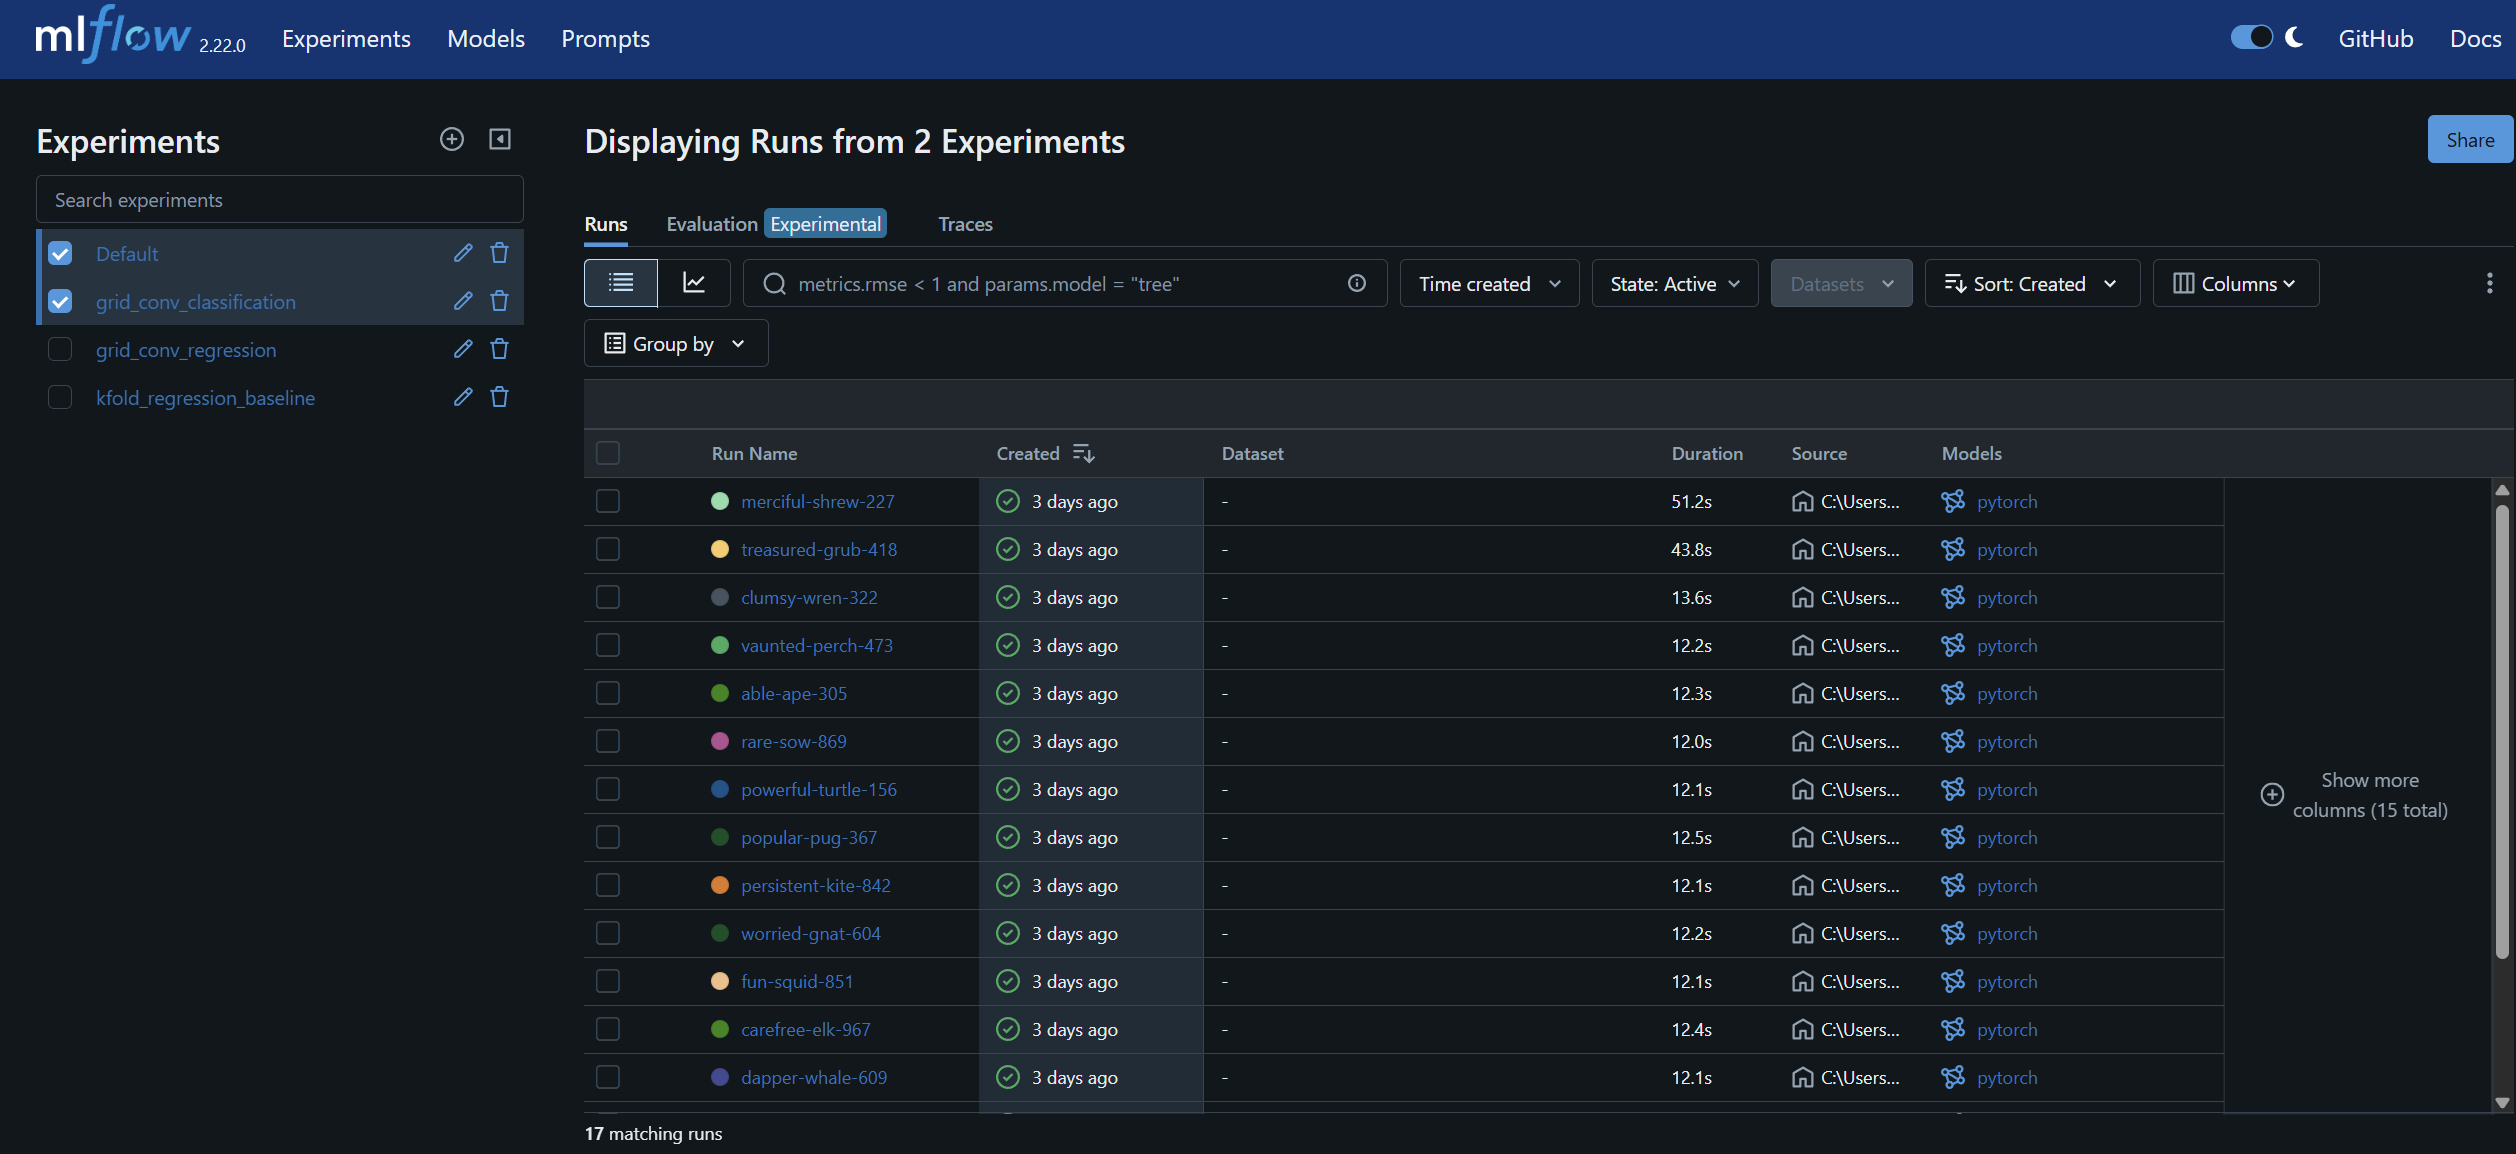 mlflow 2.22.0 Experiments Models Prompts GitHub Docs
Experiments
Search experiments
Default
grid_conv_classification
grid_conv_regression
kfold_regression_baseline
Displaying Runs from 2 Experiments
Share
Runs Evaluation Experimental Traces
metrics.rmse < 1 and params.model = "tree" Time created State: Active Datasets Sort: Created Columns
Group by
Run Name Created Dataset Duration Source Models
merciful-shrew-227 3 days ago - 51.2s C:\Users... pytorch
treasured-grub-418 3 days ago - 43.8s C:\Users... pytorch
clumsy-wren-322 3 days ago - 13.6s C:\Users... pytorch
vaunted-perch-473 3 days ago - 12.2s C:\Users... pytorch
able-ape-305 3 days ago - 12.3s C:\Users... pytorch
rare-sow-869 3 days ago - 12.0s C:\Users... pytorch
powerful-turtle-156 3 days ago - 12.1s C:\Users... pytorch
popular-pug-367 3 days ago - 12.5s C:\Users... pytorch
persistent-kite-842 3 days ago - 12.1s C:\Users... pytorch
worried-gnat-604 3 days ago - 12.2s C:\Users... pytorch
fun-squid-851 3 days ago - 12.1s C:\Users... pytorch
carefree-elk-967 3 days ago - 12.4s C:\Users... pytorch
dapper-whale-609 3 days ago - 12.1s C:\Users... pytorch
Show more
columns (15 total)
17 matching runs